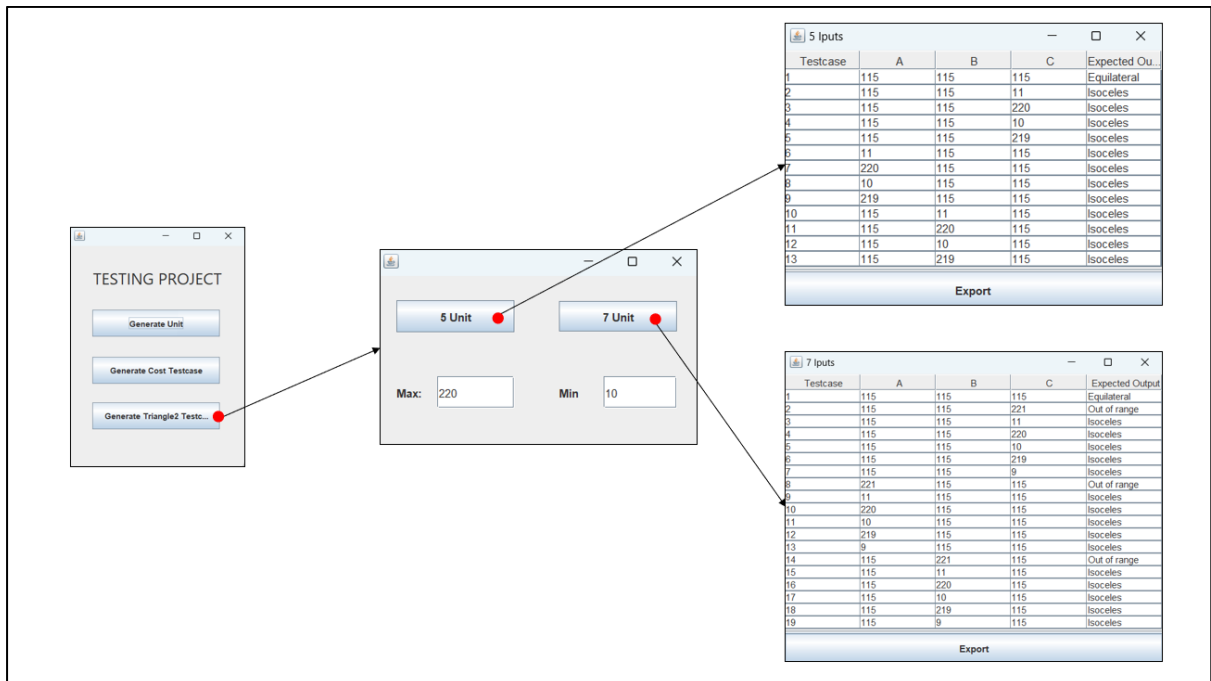 5 Iputs
Testcase A B C Expected Ou...
1 115 115 115 Equilateral
2 115 115 11 Isoceles
3 115 115 220 Isoceles
4 115 115 10 Isoceles
5 115 115 219 Isoceles
6 11 115 115 Isoceles
7 220 115 115 Isoceles
8 10 115 115 Isoceles
9 219 115 115 Isoceles
10 115 11 115 Isoceles
11 115 220 115 Isoceles
12 115 10 115 Isoceles
13 115 219 115 Isoceles
Export
TESTING PROJECT
Generate Unit
Generate Cost Testcase
Generate Triangle2 Testc...
5 Unit 7 Unit
Max: 220 Min 10
7 Iputs
Testcase A B C Expected Output
1 115 115 115 Equilateral
2 115 115 221 Out of range
3 115 115 11 Isoceles
4 115 115 220 Isoceles
5 115 115 10 Isoceles
6 115 115 219 Isoceles
7 115 115 9 Isoceles
8 221 115 115 Out of range
9 11 115 115 Isoceles
10 220 115 115 Isoceles
11 10 115 115 Isoceles
12 219 115 115 Isoceles
13 9 115 115 Isoceles
14 115 221 115 Out of range
15 115 11 115 Isoceles
16 115 220 115 Isoceles
17 115 10 115 Isoceles
18 115 219 115 Isoceles
19 115 9 115 Isoceles
Export